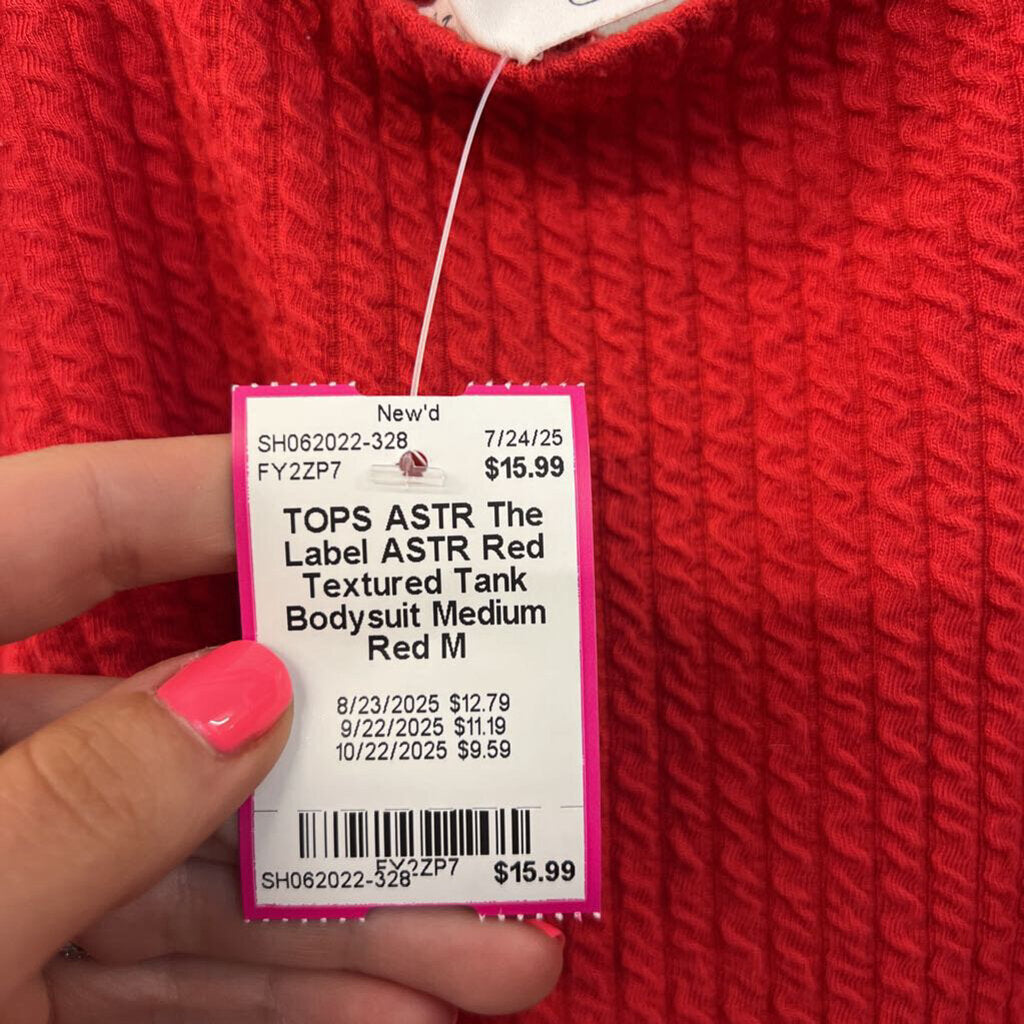 New'd
SH062022-328 7/24/25
FY2ZP7 $15.99
TOPS ASTR The
Label ASTR Red
Textured Tank
Bodysuit Medium
Red M
8/23/2025 $12.79
9/22/2025 $11.19
10/22/2025 $9.59
FY2ZP7
SH062022-328 $15.99